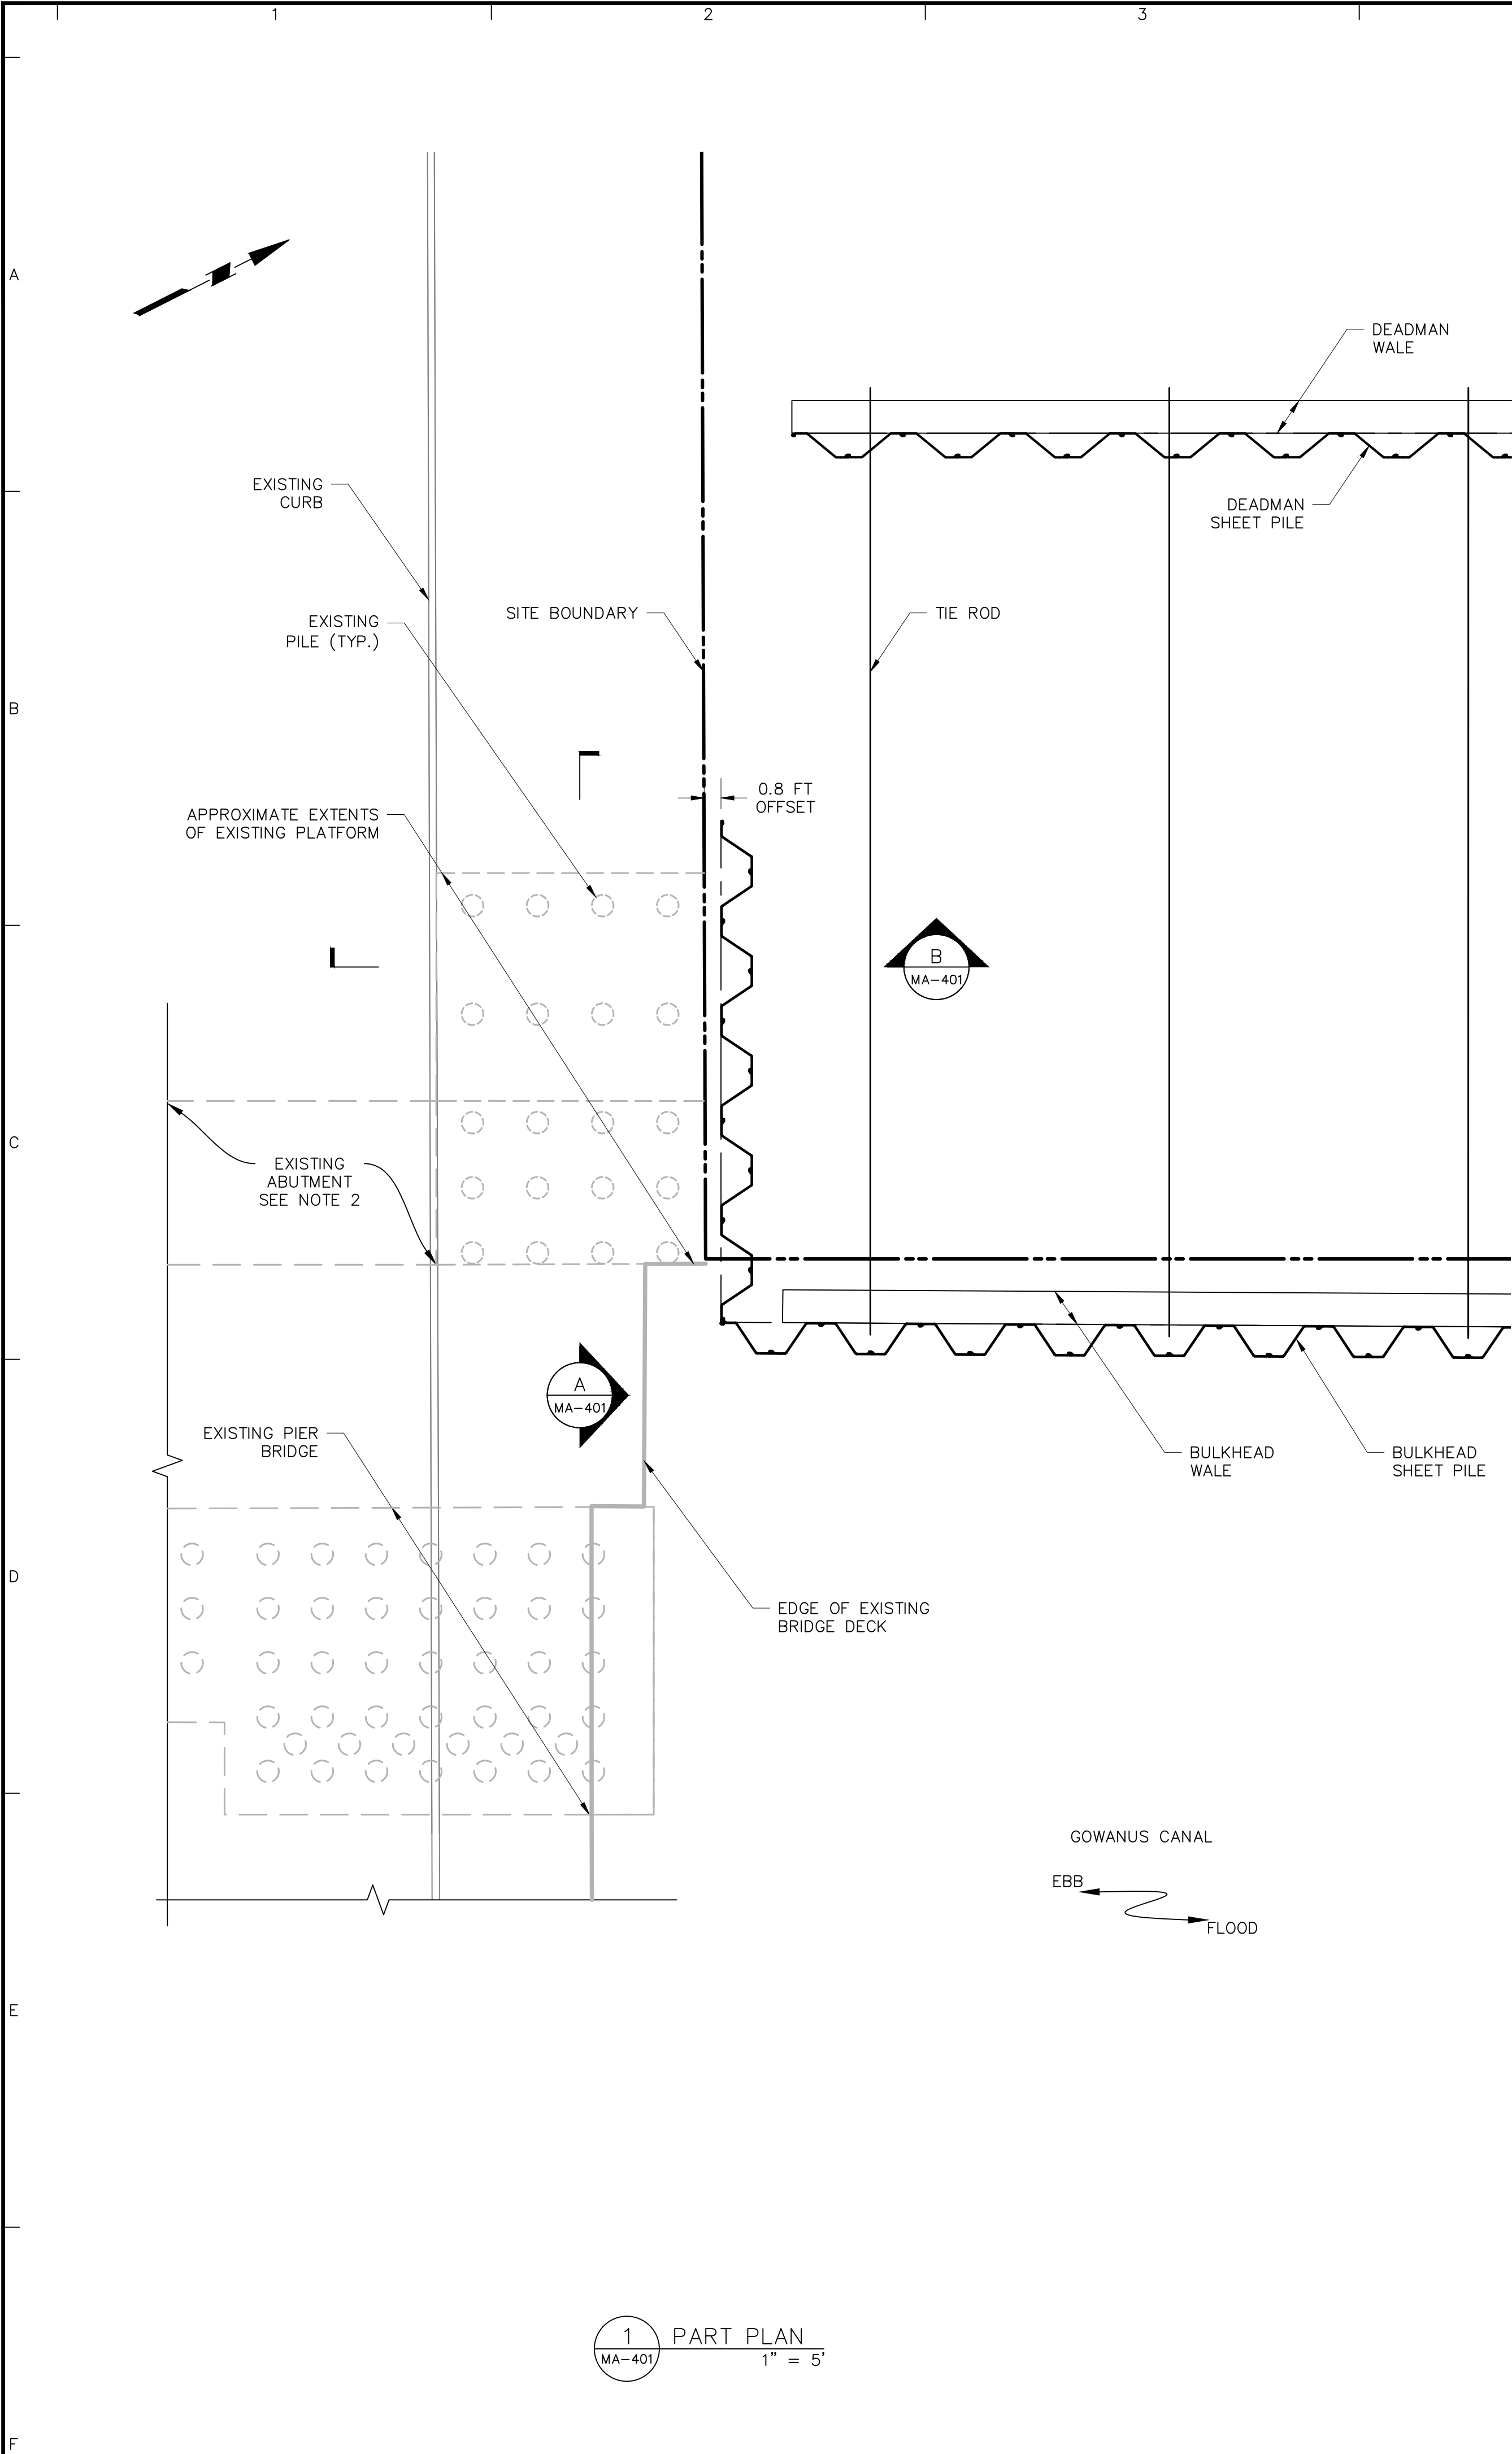 1
2
3
A
B
C
D
E
F
DEADMAN
WALE
EXISTING
CURB
DEADMAN
SHEET PILE
EXISTING
PILE (TYP.)
SITE BOUNDARY
TIE ROD
0.8 FT
OFFSET
APPROXIMATE EXTENTS
OF EXISTING PLATFORM
B
MA-401
EXISTING
ABUTMENT
SEE NOTE 2
A
MA-401
EXISTING PIER
BRIDGE
BULKHEAD
WALE
BULKHEAD
SHEET PILE
EDGE OF EXISTING
BRIDGE DECK
GOWANUS CANAL
EBB
FLOOD
1
MA-401
PART PLAN
1" = 5'